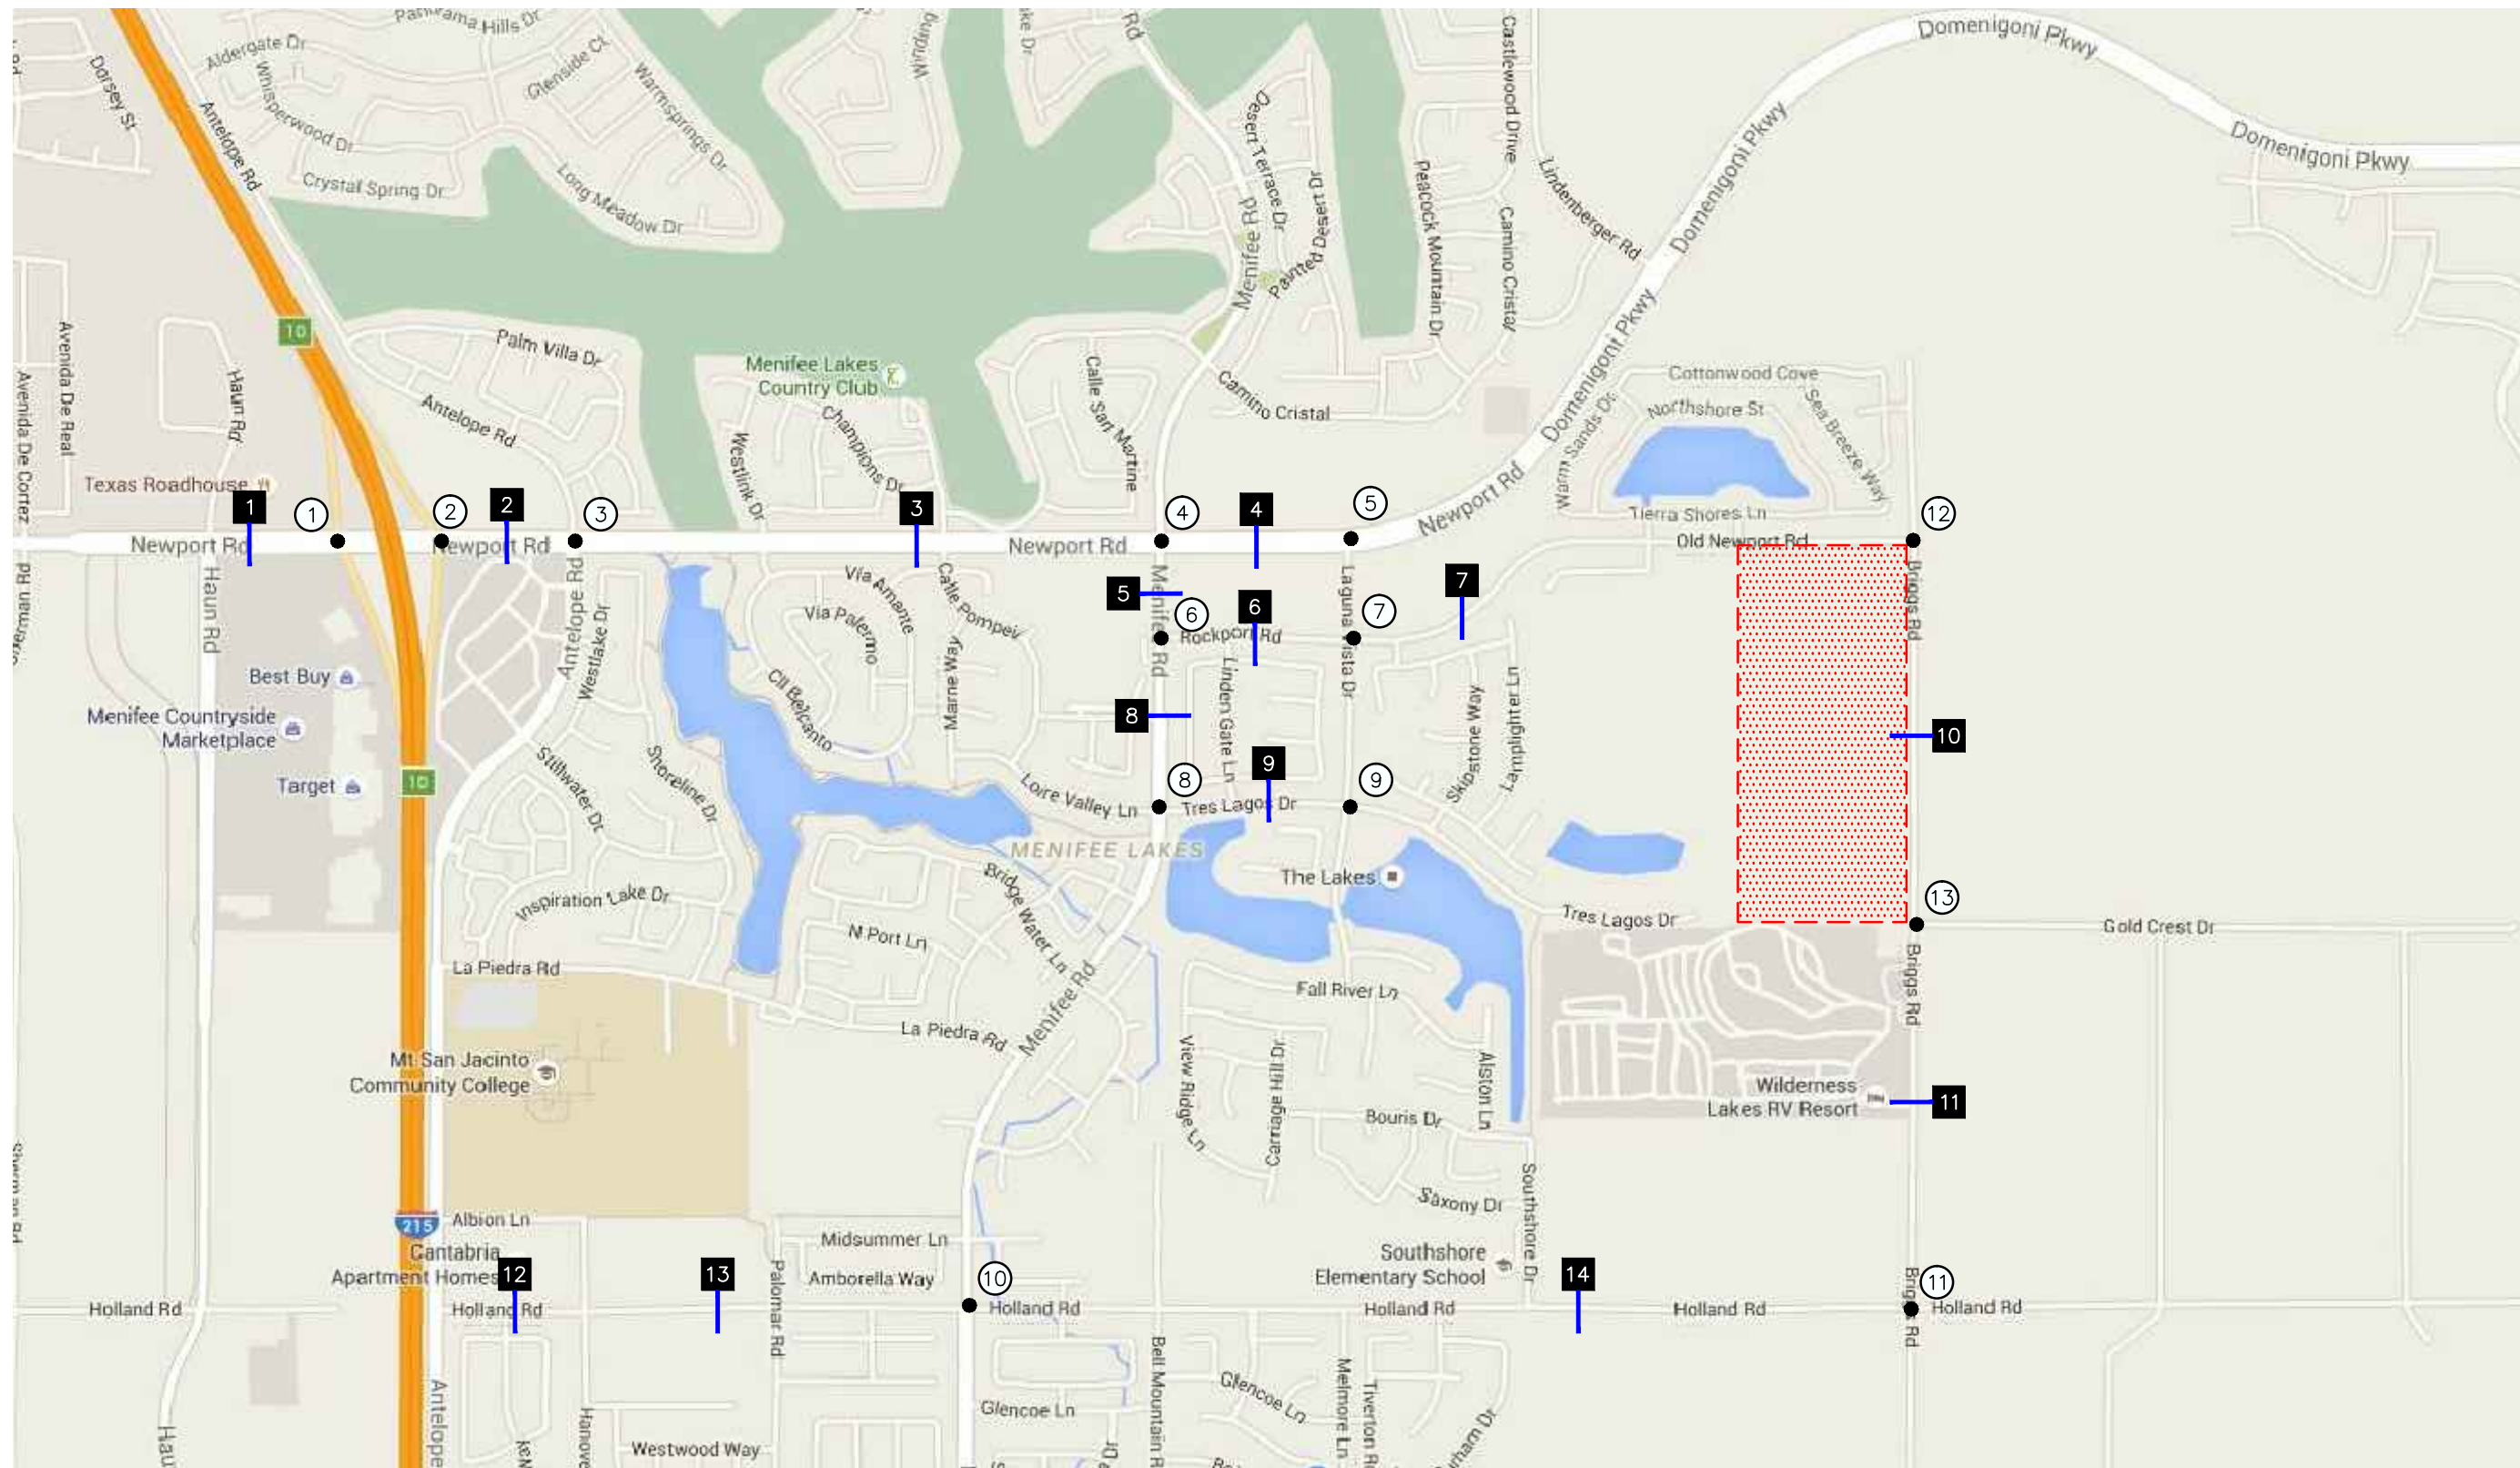 Panorama Hills Dr
Aldergate Dr
Dorsey St
Whisperwood Dr
Glenside Ct
Warmsprings Dr
Antelope Rd
Crystal Spring Dr
Long Meadow Dr
Rd
Castlewood Drive
Desert Terrace Dr
Menifee Rd
Painted Desert Dr
Peacock Mountain Dr
Camino Cristal
Lindenberger Rd
Domenigoni Pkwy
Domenigoni Pkwy
Domenigoni Pkwy
Domenigoni Pkwy
Domenigoni Pkwy
10
Avenida De Cortez
Avenida De Real
Haun Rd
Palm Villa Dr
Antelope Rd
Menifee Lakes
Country Club
Champions Dr
Westlink Dr
Calle San Martine
Camino Cristal
Warm Sands Dr
Cottonwood Cove
Northshore St
Sea Breeze Way
Tierra Shores Ln
Texas Roadhouse
1
1
2
2
3
3
4
4
5
12
Newport Rd
Newport Rd
Newport Rd
Newport Rd
Old Newport Rd
Haun Rd
Antelope Rd
Westlake Dr
Via Amante
Via Palermo
Calle Pompei
Marne Way
Cll Belcanto
5
Menifee Rd
6
Rockport Rd
6
Laguna Vista Dr
7
7
Briggs Rd
Best Buy
Menifee Countryside
Marketplace
Target
10
Stillwater Dr
Shoreline Dr
Loire Valley Ln
8
8
Linden Gate Ln
9
Tres Lagos Dr
9
Skipstone Way
Lamplighter Ln
10
MENIFEE LAKES
The Lakes
Inspiration Lake Dr
N Port Ln
Bridge Water Ln
Tres Lagos Dr
13
Gold Crest Dr
La Piedra Rd
La Piedra Rd
Menifee Rd
Fall River Ln
Briggs Rd
Mt San Jacinto
Community College
View Ridge Ln
Carriage Hill Dr
Alston Ln
Bouris Dr
Wilderness
Lakes RV Resort
11
Saxony Dr
Southshore Dr
215
Albion Ln
Cantabria
Apartment Homes
12
13
Palomar Rd
Midsummer Ln
Amborella Way
10
Southshore
Elementary School
14
11
Holland Rd
Holland Rd
Holland Rd
Holland Rd
Holland Rd
Holland Rd
Briggs Rd
Antelope
Westwood Way
Glencoe Ln
Glencoe Ln
Melmore Ln